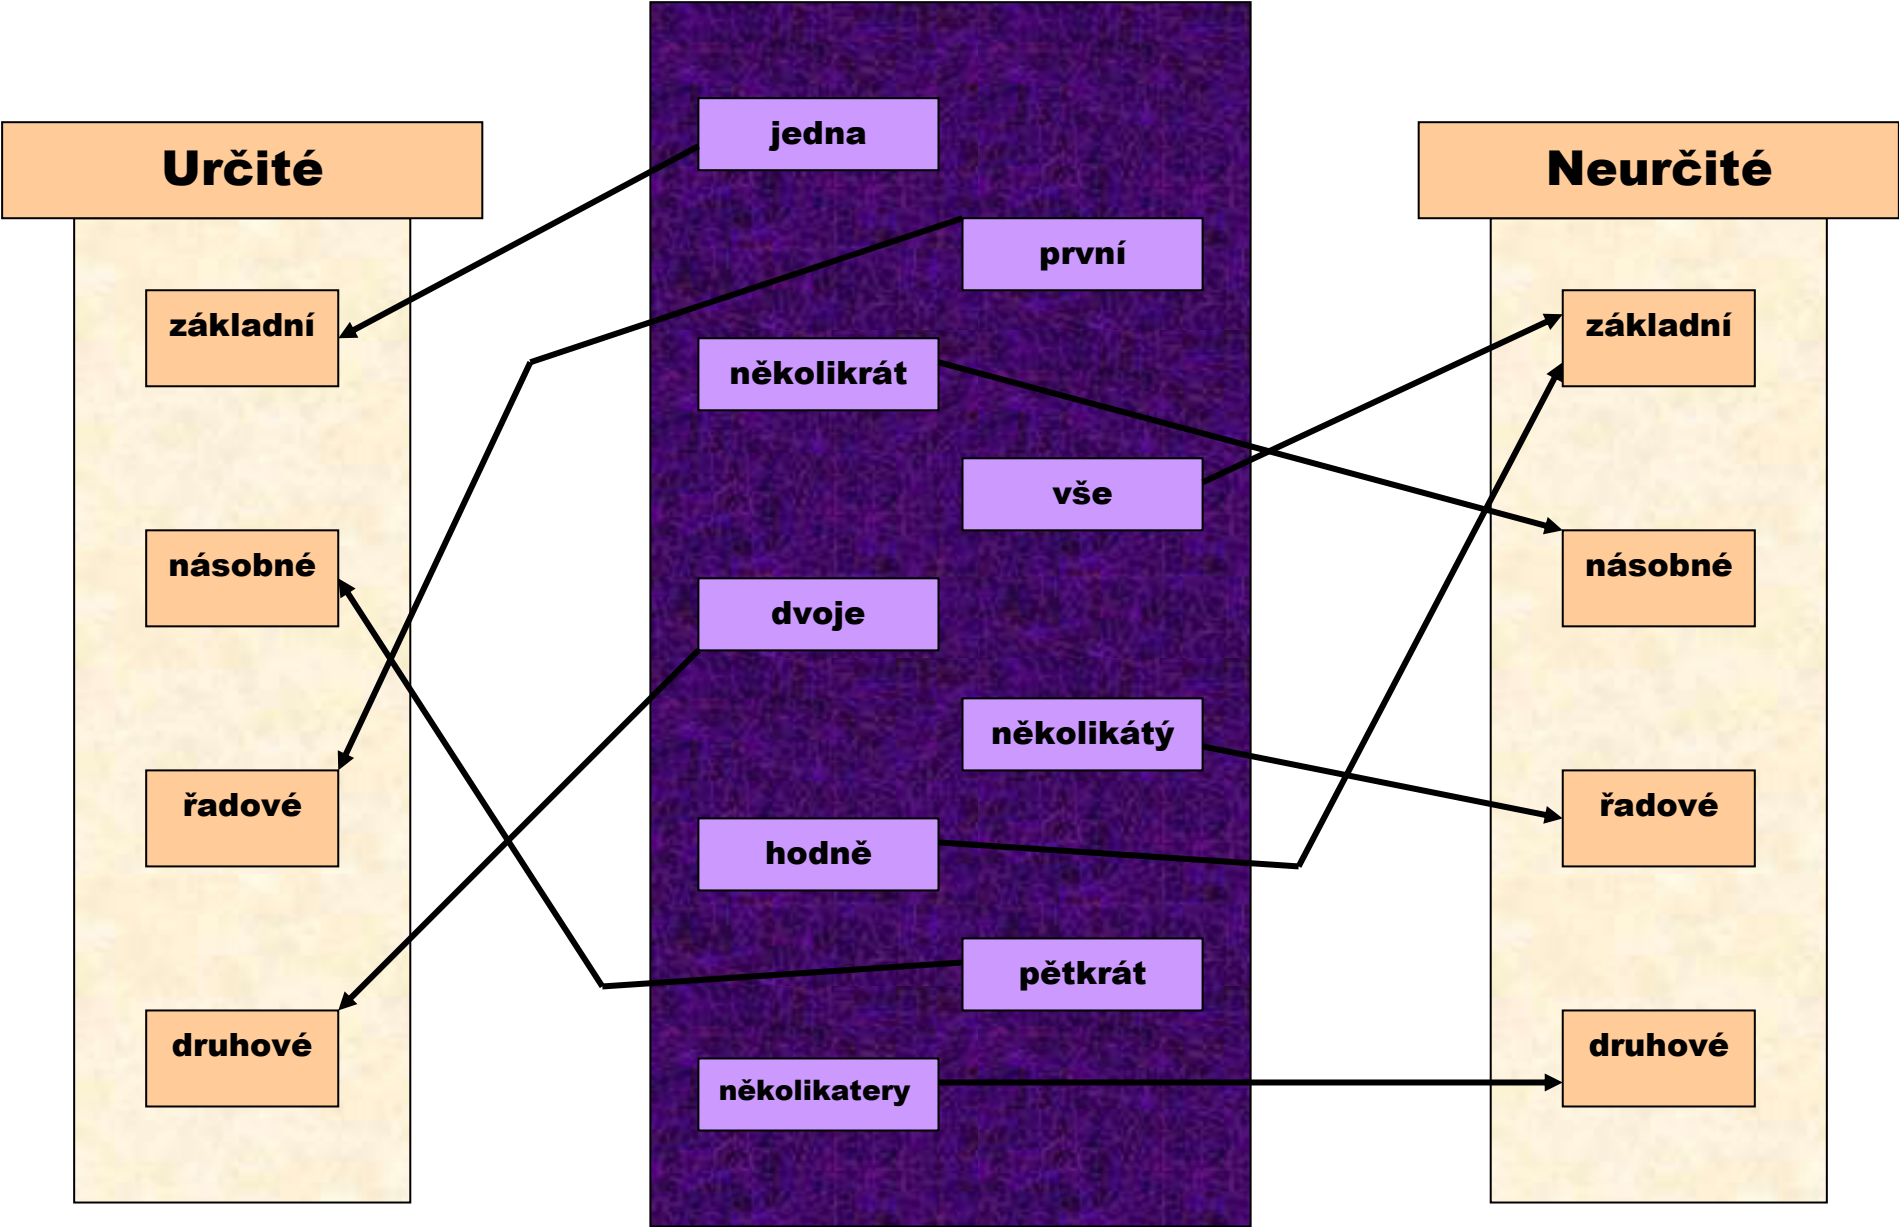 Určité
základní
násobné
řadové
druhové
jedna
první
několikrát
vše
dvoje
několikátý
hodně
pětkrát
několikatery
Neurčité
základní
násobné
řadové
druhové